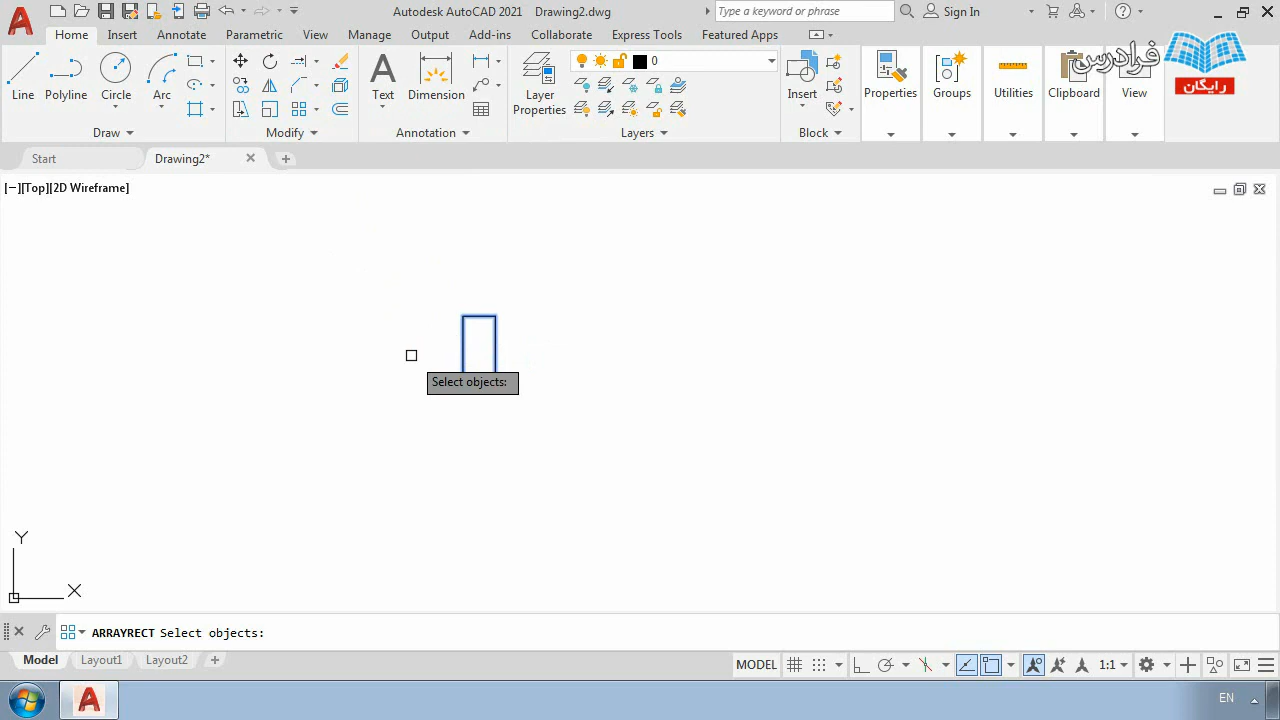 Autodesk AutoCAD 2021 Drawing2.dwg
Type a keyword or phrase
Sign In
Home Insert Annotate Parametric View Manage Output Add-ins Collaborate Express Tools Featured Apps
فرادرس
رایگان
Line Polyline Circle Arc
Text Dimension
Layer
Properties
0
Insert
Properties Groups Utilities Clipboard View
Draw Modify Annotation Layers Block
Start Drawing2*
[−][Top][2D Wireframe]
Select objects:
Y
X
ARRAYRECT Select objects:
Model Layout1 Layout2
MODEL 1:1
EN